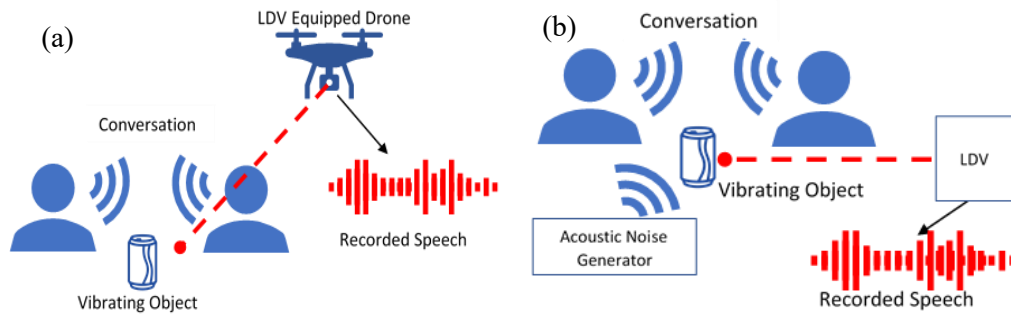 (a)
LDV Equipped Drone
Conversation
Recorded Speech
Vibrating Object
(b)
Conversation
LDV
Vibrating Object
Acoustic Noise
Generator
Recorded Speech